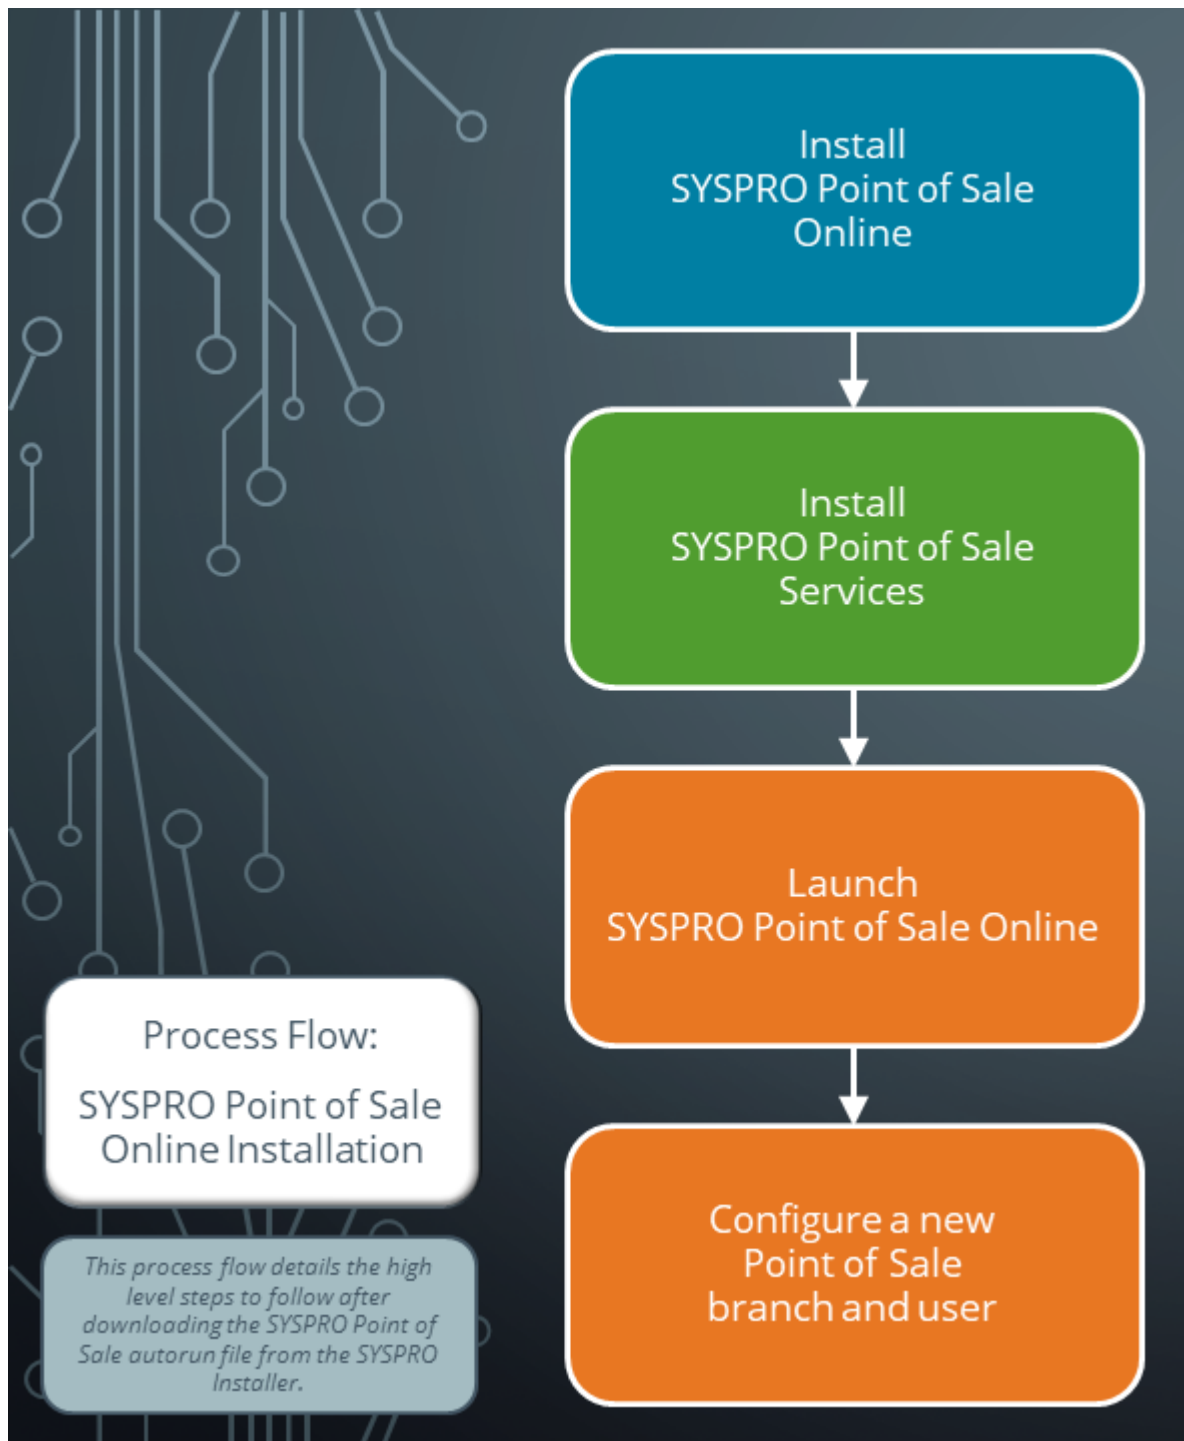 Install
SYSPRO Point of Sale
Online
Install
SYSPRO Point of Sale
Services
Launch
SYSPRO Point of Sale Online
Configure a new
Point of Sale
branch and user
Process Flow:
SYSPRO Point of Sale
Online Installation
This process flow details the high
level steps to follow after
downloading the SYSPRO Point of
Sale autorun file from the SYSPRO
Installer.